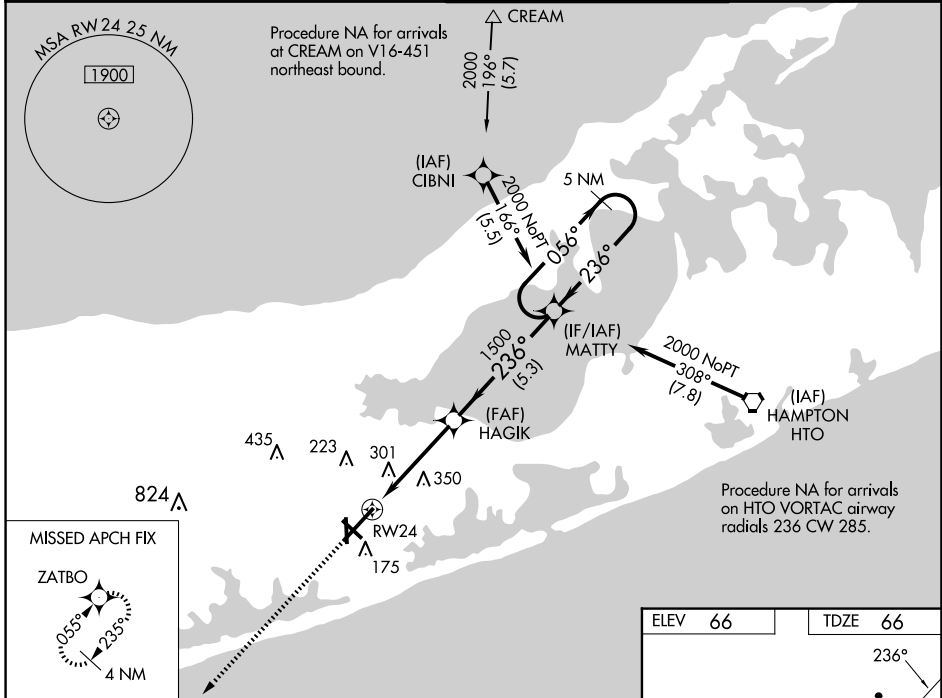 MSA RW24 25 NM
1900
Procedure NA for arrivals
at CREAM on V16-451
northeast bound.
CREAM
2000
196°
(5.7)
(IAF)
CIBNI
2000 NoPT
166°
(5.5)
5 NM
056°
236°
(IF/IAF)
MATTY
1500
236°
(5.3)
2000 NoPT
308°
(7.8)
(IAF)
HAMPTON
HTO
(FAF)
HAGIK
435
223
301
350
824
RW24
175
Procedure NA for arrivals
on HTO VORTAC airway
radials 236 CW 285.
MISSED APCH FIX
ZATBO
055°
235°
4 NM
ELEV 66
TDZE 66
236°